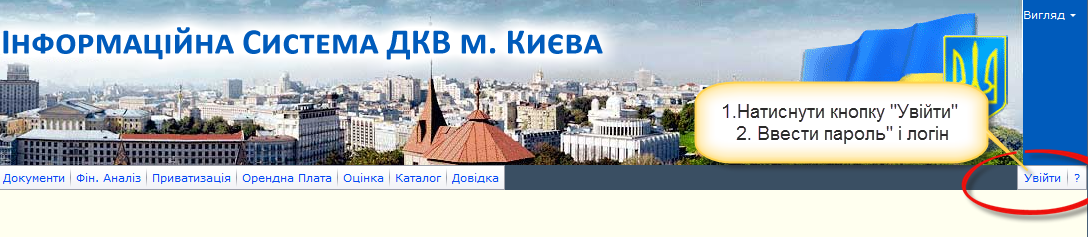 Вигляд
Інформаційна Система ДКВ м. Києва
1.Натиснути кнопку "Увійти"
2. Ввести пароль" і логін
Документи Фін. Аналіз Приватизація Орендна Плата Оцінка Каталог Довідка Увійти ?